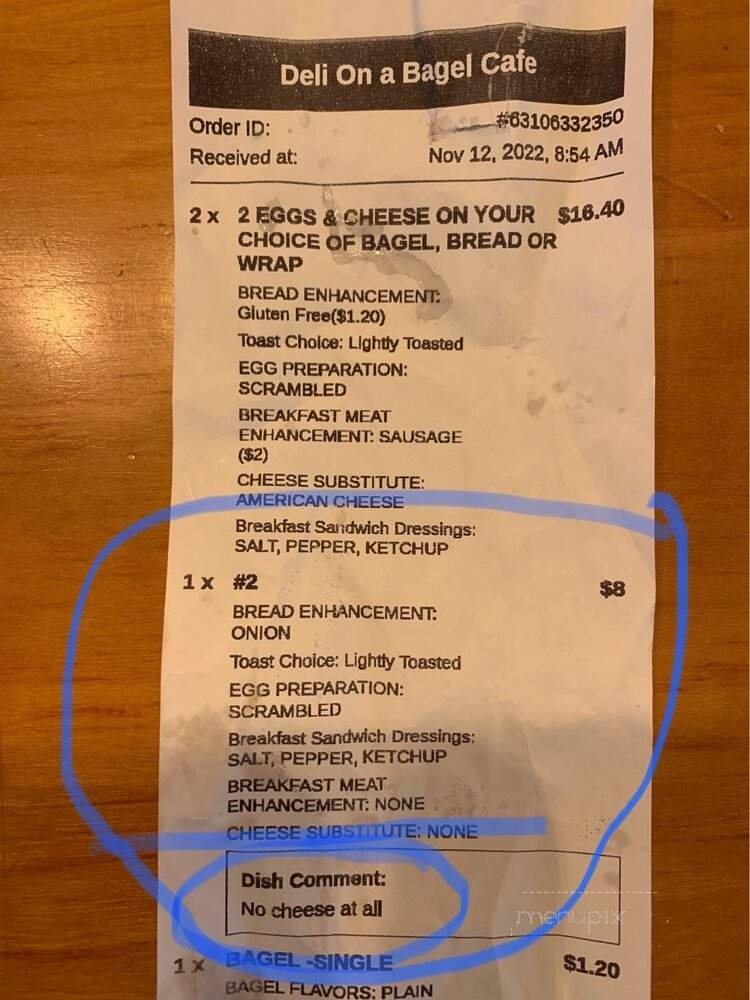 Deli On a Bagel Cafe
Order ID: #63106332350
Received at: Nov 12, 2022, 8:54 AM
2 x 2 EGGS & CHEESE ON YOUR $16.40
CHOICE OF BAGEL, BREAD OR
WRAP
BREAD ENHANCEMENT:
Gluten Free($1.20)
Toast Choice: Lightly Toasted
EGG PREPARATION:
SCRAMBLED
BREAKFAST MEAT
ENHANCEMENT: SAUSAGE
($2)
CHEESE SUBSTITUTE:
AMERICAN CHEESE
Breakfast Sandwich Dressings:
SALT, PEPPER, KETCHUP
1 x #2 $8
BREAD ENHANCEMENT:
ONION
Toast Choice: Lightly Toasted
EGG PREPARATION:
SCRAMBLED
Breakfast Sandwich Dressings:
SALT, PEPPER, KETCHUP
BREAKFAST MEAT
ENHANCEMENT: NONE
CHEESE SUBSTITUTE: NONE
Dish Comment:
No cheese at all
menupix
1 x BAGEL -SINGLE $1.20
BAGEL FLAVORS: PLAIN